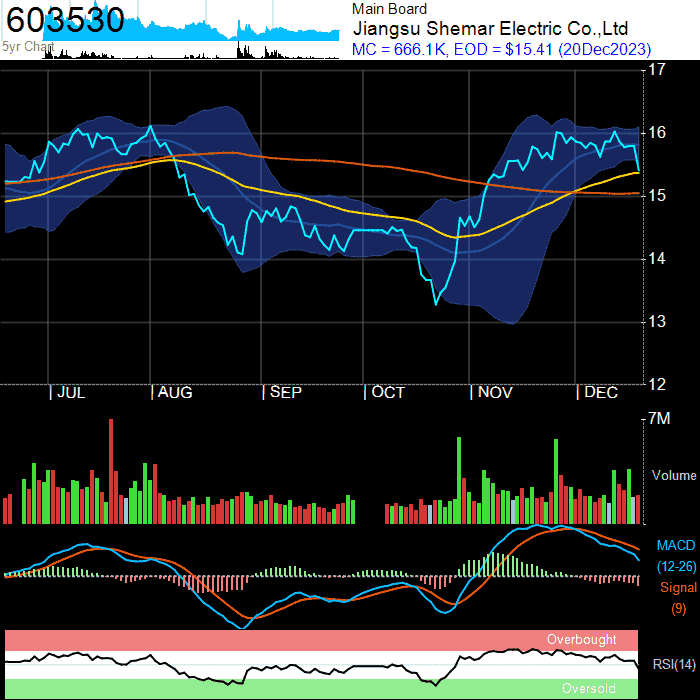 603530
5yr Chart
Main Board
Jiangsu Shemar Electric Co.,Ltd
MC = 666.1K, EOD = $15.41 (20Dec2023)
17
16
15
14
13
12
JUL
AUG
SEP
OCT
NOV
DEC
7M
Volume
MACD
(12-26)
Signal
(9)
Overbought
RSI(14)
Oversold